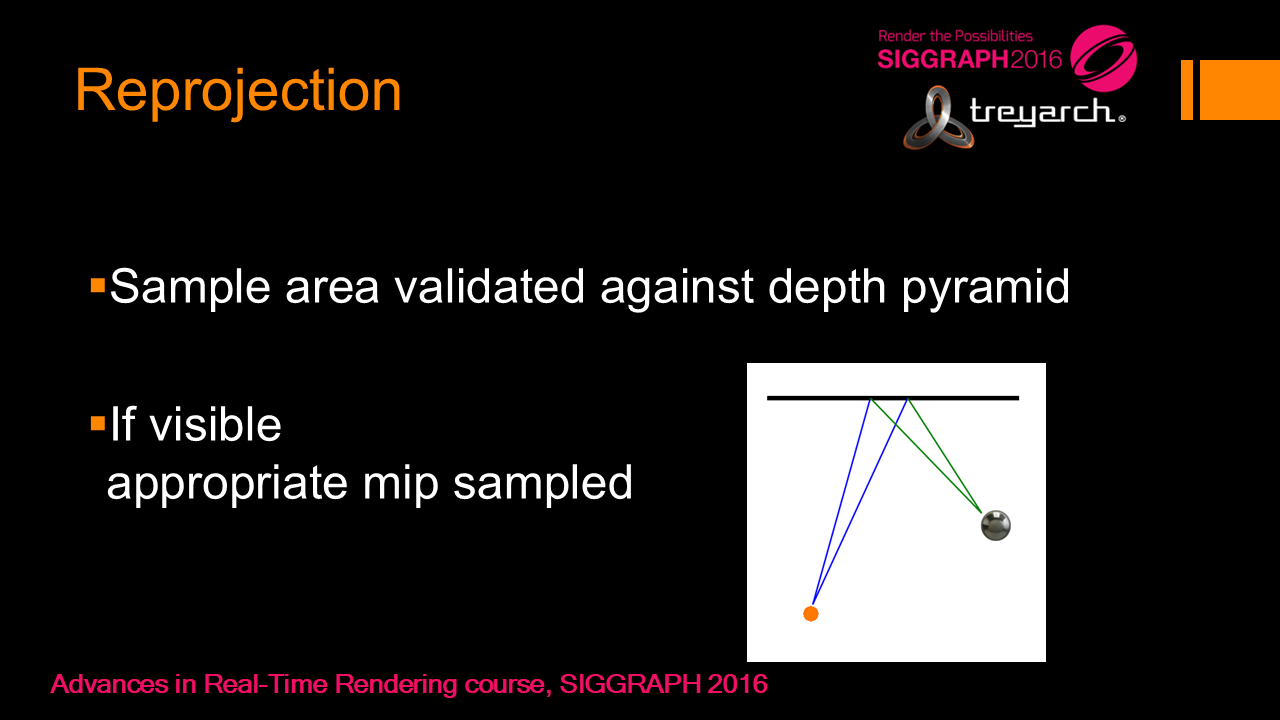 Reprojection
Render the Possibilities
SIGGRAPH2016
treyarch®
▪Sample area validated against depth pyramid
▪If visible
appropriate mip sampled
Advances in Real-Time Rendering course, SIGGRAPH 2016